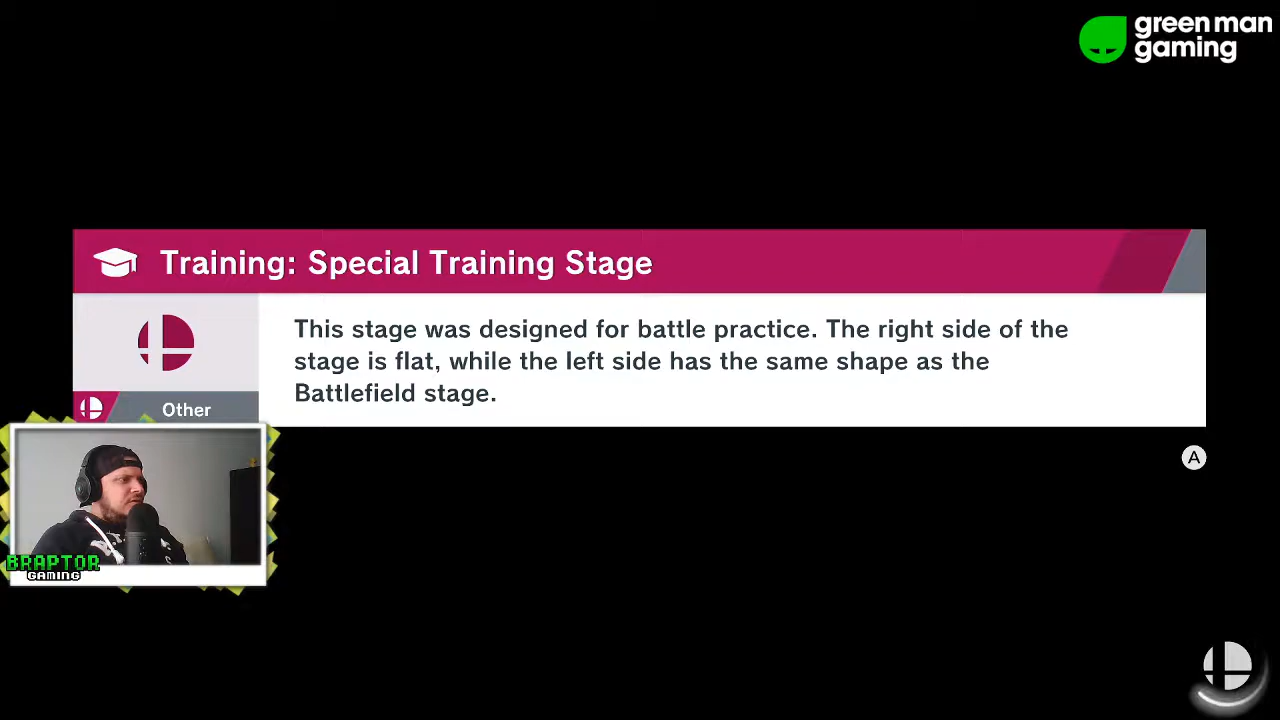 green man
gaming
Training: Special Training Stage
This stage was designed for battle practice. The right side of the
stage is flat, while the left side has the same shape as the
Battlefield stage.
Other
A
BRAPTOR
GAMING